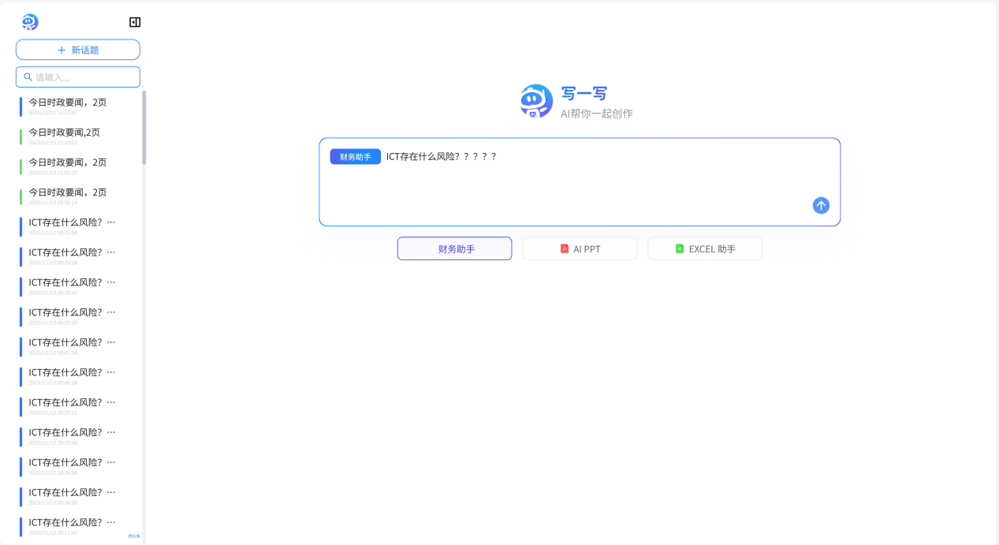 新话题
请输入...
今日时政要闻，2页
2025/11/13 11:13:57
今日时政要闻,2页
2025/11/13 11:10:03
今日时政要闻，2页
2025/11/13 11:01:22
今日时政要闻，2页
2025/11/13 10:56:14
ICT存在什么风险？…
2025/11/13 09:31:56
ICT存在什么风险？…
2025/11/13 09:29:18
ICT存在什么风险？…
2025/11/13 09:26:41
ICT存在什么风险？…
2025/11/13 09:21:20
ICT存在什么风险？…
2025/11/13 09:01:38
ICT存在什么风险？…
2025/11/12 20:46:18
ICT存在什么风险？…
2025/11/12 20:37:21
ICT存在什么风险？…
2025/11/12 20:32:06
ICT存在什么风险？…
2025/11/12 20:29:56
ICT存在什么风险？…
2025/11/12 20:26:06
ICT存在什么风险？…
2025/11/12 20:17:42
共92条
写一写
AI帮你一起创作
财务助手 ICT存在什么风险？？？？？
财务助手
AI PPT
EXCEL 助手